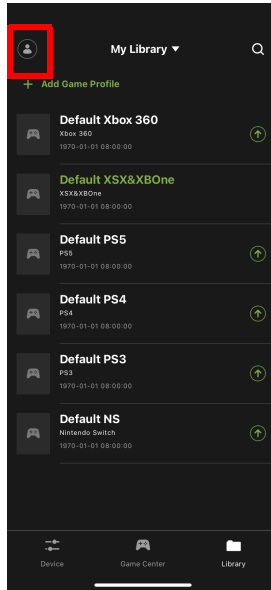 My Library ▼
+ Add Game Profile
Default Xbox 360
Xbox 360
1970-01-01 08:00:00
Default XSX&XBOne
XSX&XBOne
1970-01-01 08:00:00
Default PS5
PS5
1970-01-01 08:00:00
Default PS4
PS4
1970-01-01 08:00:00
Default PS3
PS3
1970-01-01 08:00:00
Default NS
Nintendo Switch
1970-01-01 08:00:00
Device Game Center Library